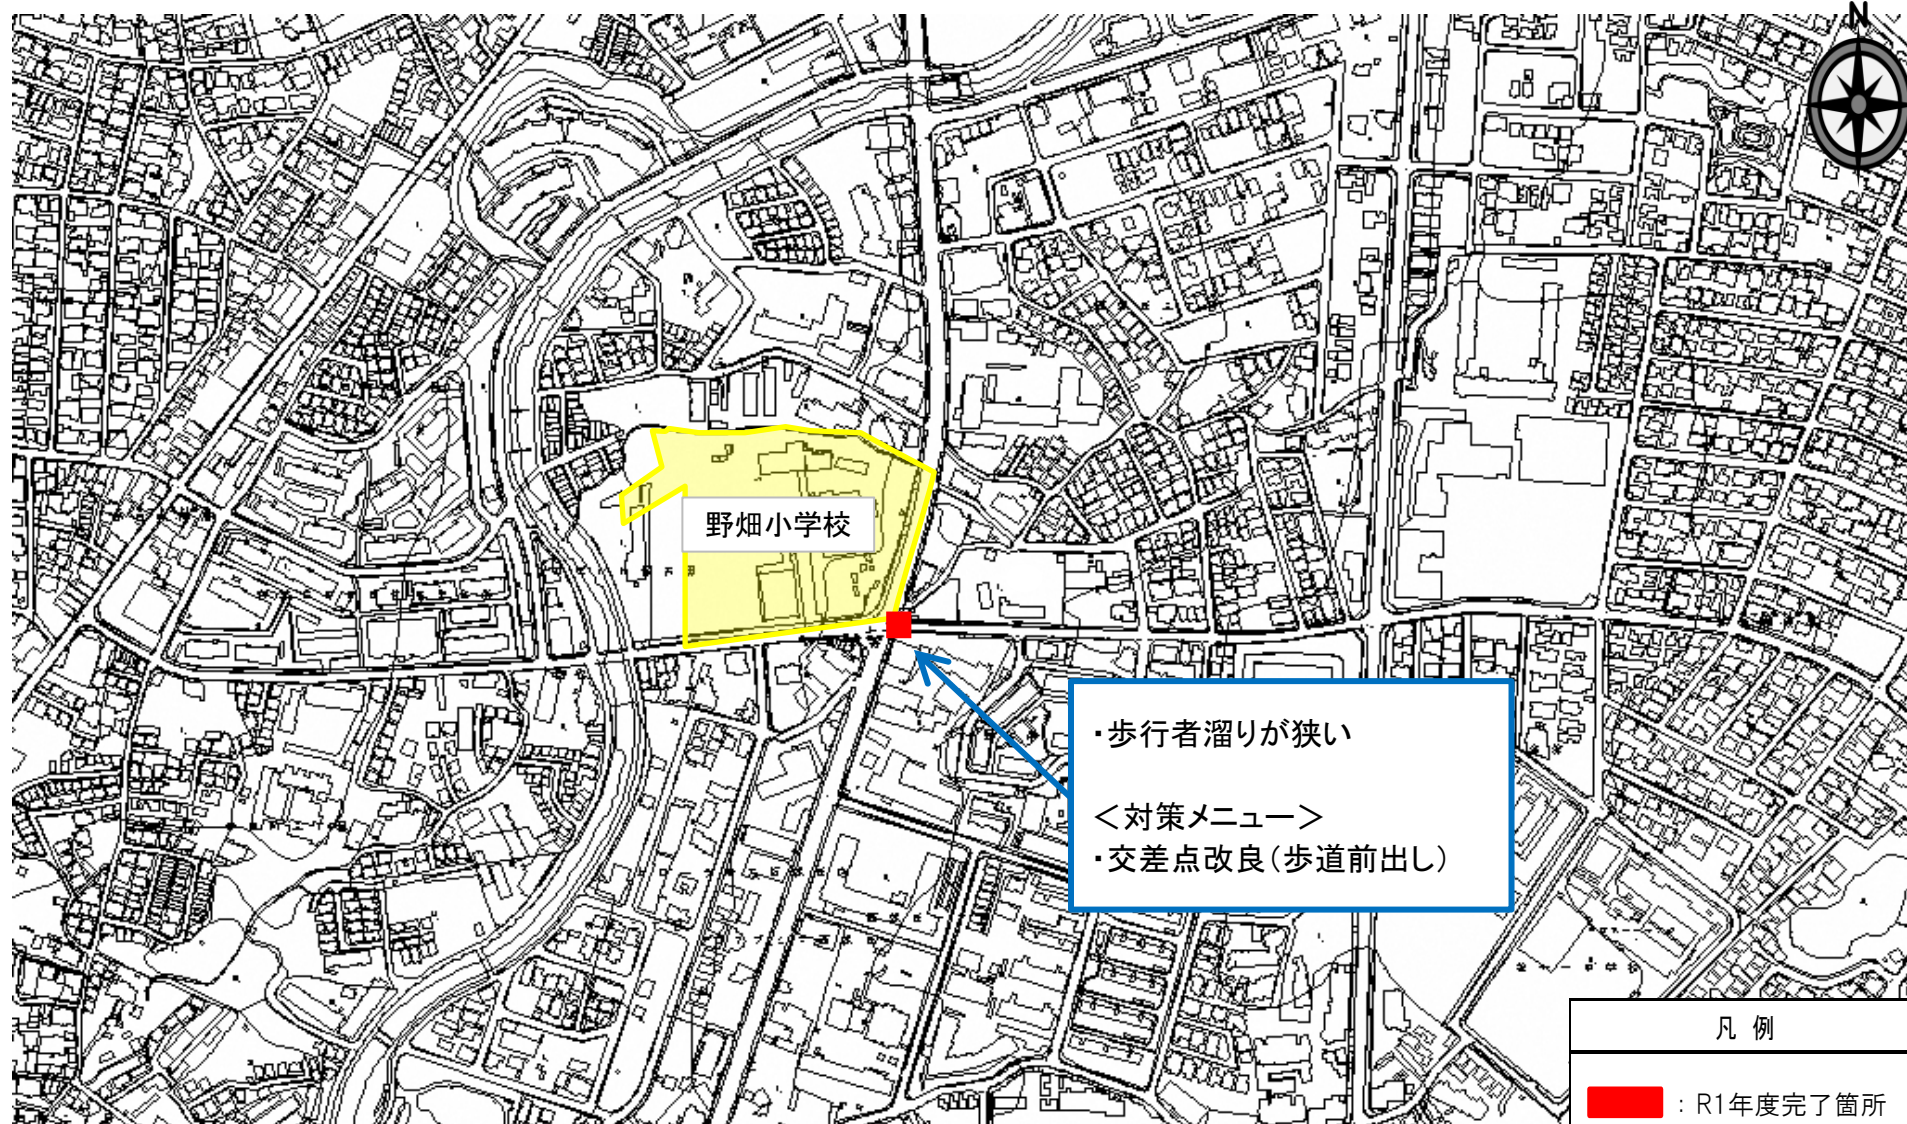 N
野畑小学校
・歩行者溜りが狭い
＜対策メニュー＞
・交差点改良（歩道前出し）
凡 例
：R1年度完了箇所